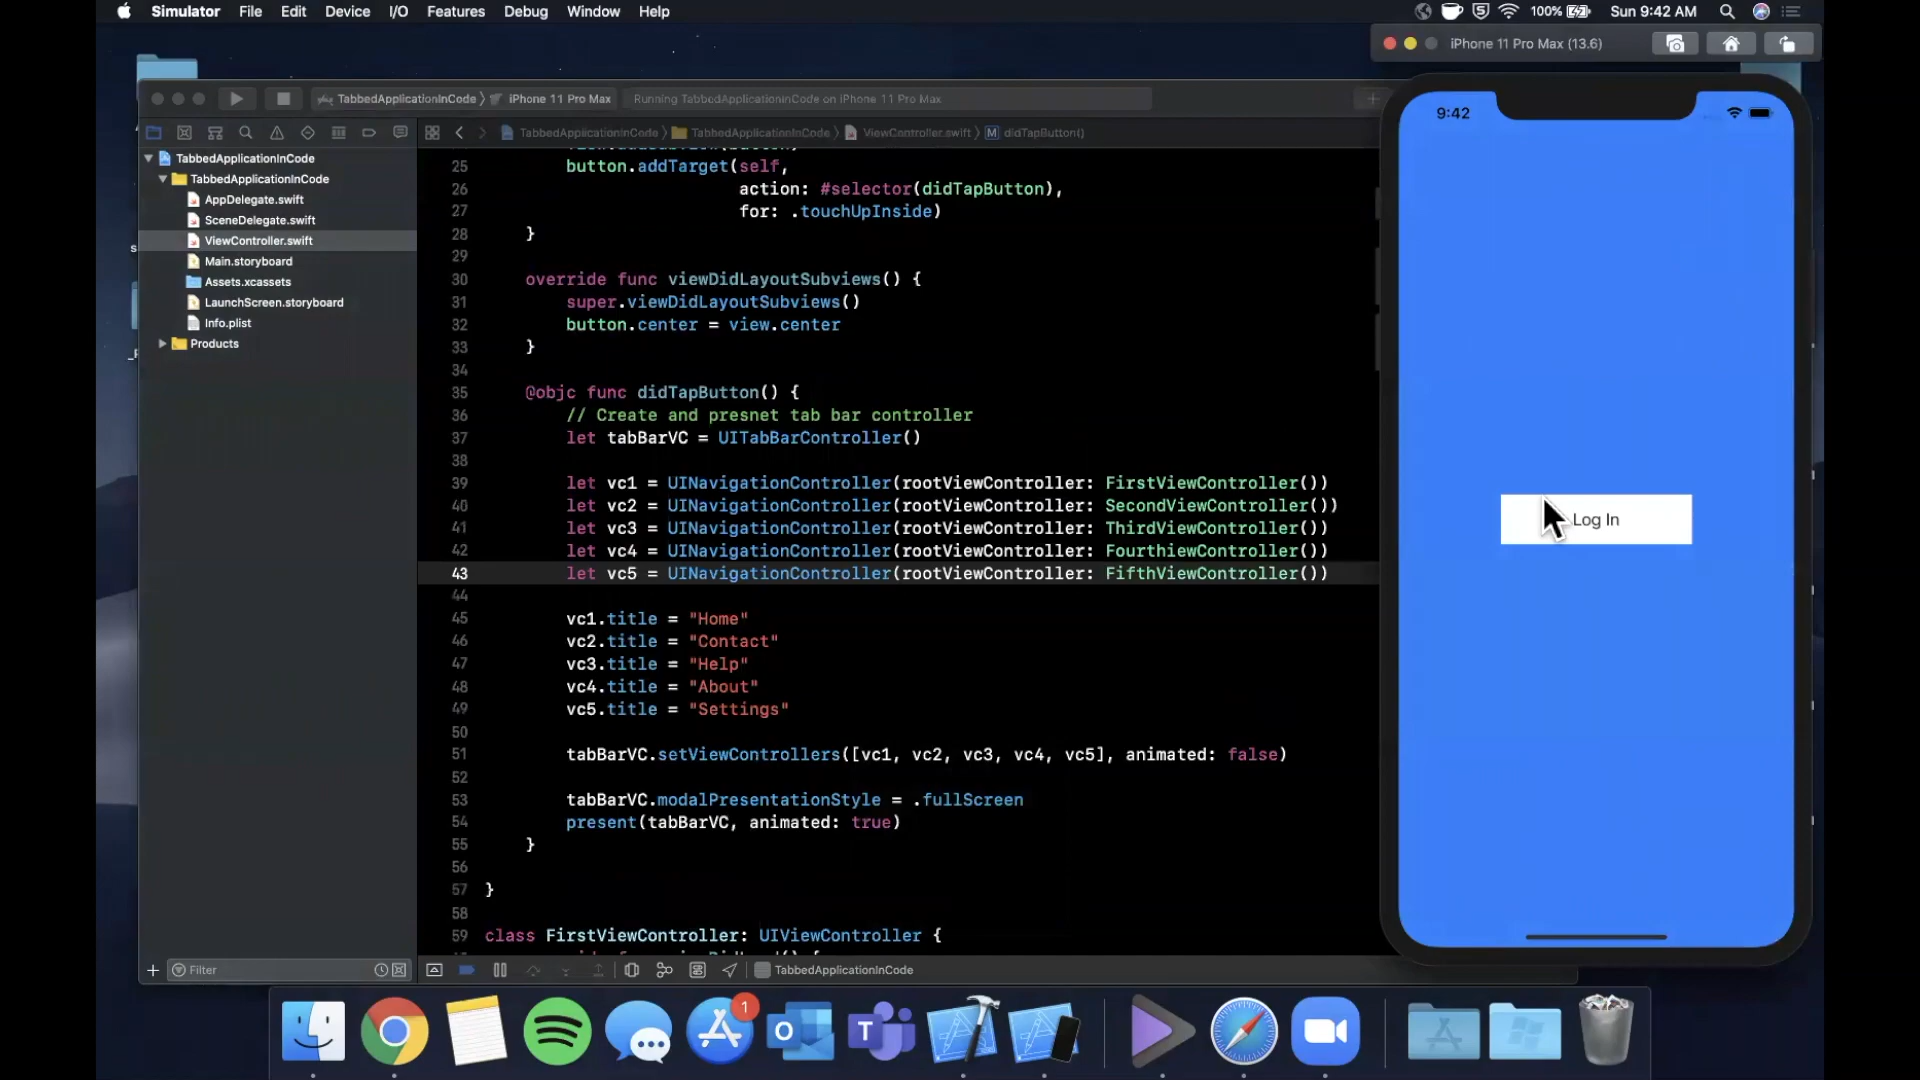 Simulator File Edit Device I/O Features Debug Window Help
100% Sun 9:42 AM
iPhone 11 Pro Max (13.6)
TabbedApplicationInCode iPhone 11 Pro Max
Running TabbedApplicationInCode on iPhone 11 Pro Max
TabbedApplicationInCode TabbedApplicationInCode ViewController.swift M didTapButton()
TabbedApplicationInCode
TabbedApplicationInCode
AppDelegate.swift
SceneDelegate.swift
ViewController.swift
Main.storyboard
Assets.xcassets
LaunchScreen.storyboard
Info.plist
Products
25 button.addTarget(self,
26 action: #selector(didTapButton),
27 for: .touchUpInside)
28 }
29
30 override func viewDidLayoutSubviews() {
31 super.viewDidLayoutSubviews()
32 button.center = view.center
33 }
34
35 @objc func didTapButton() {
36 // Create and presnet tab bar controller
37 let tabBarVC = UITabBarController()
38
39 let vc1 = UINavigationController(rootViewController: FirstViewController())
40 let vc2 = UINavigationController(rootViewController: SecondViewController())
41 let vc3 = UINavigationController(rootViewController: ThirdViewController())
42 let vc4 = UINavigationController(rootViewController: FourthiewController())
43 let vc5 = UINavigationController(rootViewController: FifthViewController())
44
45 vc1.title = "Home"
46 vc2.title = "Contact"
47 vc3.title = "Help"
48 vc4.title = "About"
49 vc5.title = "Settings"
50
51 tabBarVC.setViewControllers([vc1, vc2, vc3, vc4, vc5], animated: false)
52
53 tabBarVC.modalPresentationStyle = .fullScreen
54 present(tabBarVC, animated: true)
55 }
56
57 }
58
59 class FirstViewController: UIViewController {
Filter
TabbedApplicationInCode
9:42
Log In
1